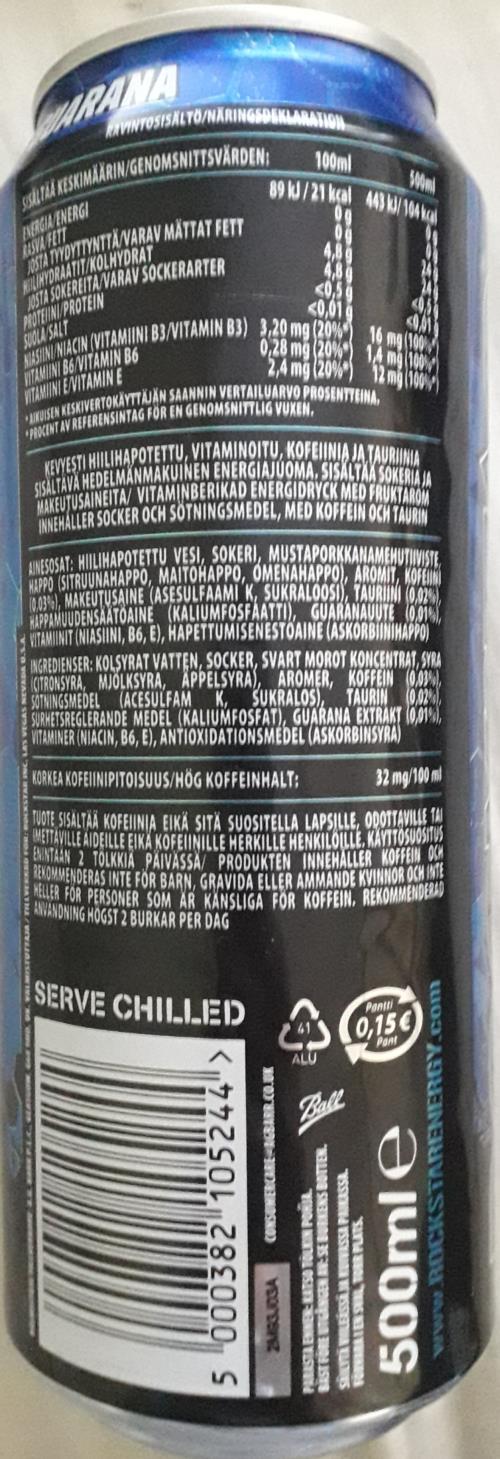 GUARANA
RAVINTOSISÄLTÖ/NÄRINGSDEKLARATION
SISÄLTÄÄ KESKIMÄÄRIN/GENOMSNITTSVÄRDEN: 100ml 500ml
ENERGIA/ENERGI 89 kJ / 21 kcal 443 kJ/ 104 kcal
RASVA/FETT 0 g
JOSTA TYYDYTTYNTTÄ/VARAV MÄTTAT FETT 0 g
HIILIHYDRAATIT/KOLHYDRAT 4,8 g
JOSTA SOKEREITA/VARAV SOCKERARTER 4,8 g
PROTEIINI/PROTEIN <0,5 g
SUOLA/SALT <0,01 g
NIASIINI/NIACIN (VITAMIINI B3/VITAMIN B3) 3,20 mg (20%*) 16 mg (100%*)
VITAMIINI B6/VITAMIN B6 0,28 mg (20%*) 1,4 mg (100%*)
VITAMIINI E/VITAMIN E 2,4 mg (20%*) 12 mg (100%*)
* AIKUISEN KESKIVERTOKÄYTTÄJÄN SAANNIN VERTAILUARVO PROSENTTEINA.
* PROCENT AV REFERENSINTAG FÖR EN GENOMSNITTLIG VUXEN.
KEVYESTI HIILIHAPOTETTU, VITAMINOITU, KOFEIINIA JA TAURIINIA
SISÄLTÄVÄ HEDELMÄNMAKUINEN ENERGIAJUOMA. SISÄLTÄÄ SOKERIA JA
MAKEUTUSAINEITA/ VITAMINBERIKAD ENERGIDRYCK MED FRUKTAROM
INNEHÅLLER SOCKER OCH SÖTNINGSMEDEL, MED KOFFEIN OCH TAURIN
AINESOSAT: HIILIHAPOTETTU VESI, SOKERI, MUSTAPORKKANAMEHUTIIVISTE,
HAPPO (SITRUUNAHAPPO, MAITOHAPPO, OMENAHAPPO), AROMIT, KOFEIINI
(0,03%), MAKEUTUSAINE (ASESULFAAMI K, SUKRALOOSI), TAURIINI (0,02%),
HAPPAMUUDENSÄÄTÖAINE (KALIUMFOSFAATTI), GUARANAUUTE (0,01%),
VITAMIINIT (NIASIINI, B6, E), HAPETTUMISENESTOAINE (ASKORBIINIHAPPO)
INGREDIENSER: KOLSYRAT VATTEN, SOCKER, SVART MOROT KONCENTRAT, SYRA
(CITRONSYRA, MJÖLKSYRA, ÄPPELSYRA), AROMER, KOFFEIN (0,03%),
SÖTNINGSMEDEL (ACESULFAM K, SUKRALOS), TAURIN (0,02%),
SURHETSREGLERANDE MEDEL (KALIUMFOSFAT), GUARANA EXTRAKT (0,01%),
VITAMINER (NIACIN, B6, E), ANTIOXIDATIONSMEDEL (ASKORBINSYRA)
KORKEA KOFEIINIPITOISUUS/HÖG KOFFEINHALT: 32 mg/100 ml
TUOTE SISÄLTÄÄ KOFEIINIA EIKÄ SITÄ SUOSITELLA LAPSILLE, ODOTTAVILLE TAI
IMETTÄVILLE ÄIDEILLE EIKÄ KOFEIINILLE HERKILLE HENKILÖILLE. KÄYTTÖSUOSITUS
ENINTÄÄN 2 TÖLKKIÄ PÄIVÄSSÄ/ PRODUKTEN INNEHÅLLER KOFFEIN OCH
REKOMMENDERAS INTE FÖR BARN, GRAVIDA ELLER AMMANDE KVINNOR OCH INTE
HELLER FÖR PERSONER SOM ÄR KÄNSLIGA FÖR KOFFEIN. REKOMMENDERAD
ANVÄNDNING HÖGST 2 BURKAR PER DAG
SERVE CHILLED
41
ALU
Pantti
0,15€
Pant
Ball
5 000382 105244 >
CONSUMERCARE@AGBARR.CO.UK
500ml e
www.ROCKSTARENERGY.com